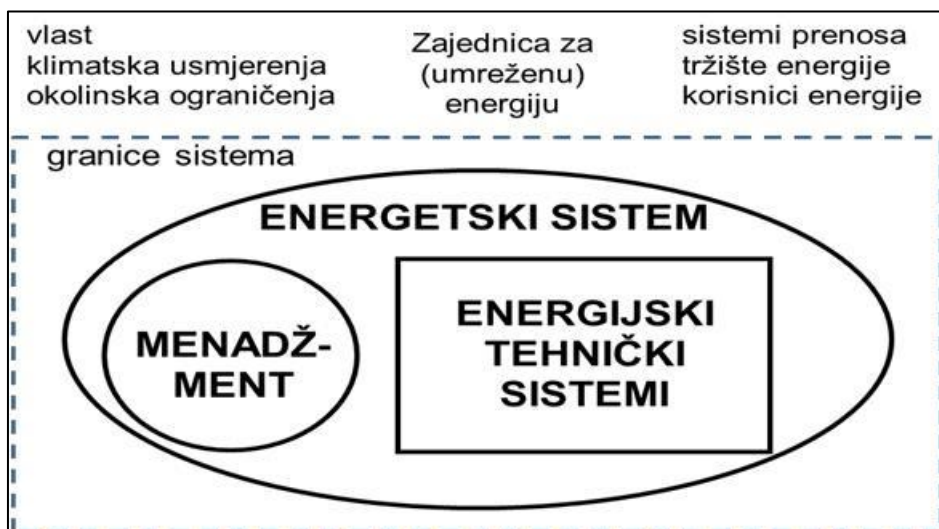 vlast
klimatska usmjerenja
okolinska ograničenja
Zajednica za
(umreženu)
energiju
sistemi prenosa
tržište energije
korisnici energije
granice sistema
ENERGETSKI SISTEM
MENADŽ-
MENT
ENERGIJSKI
TEHNIČKI
SISTEMI